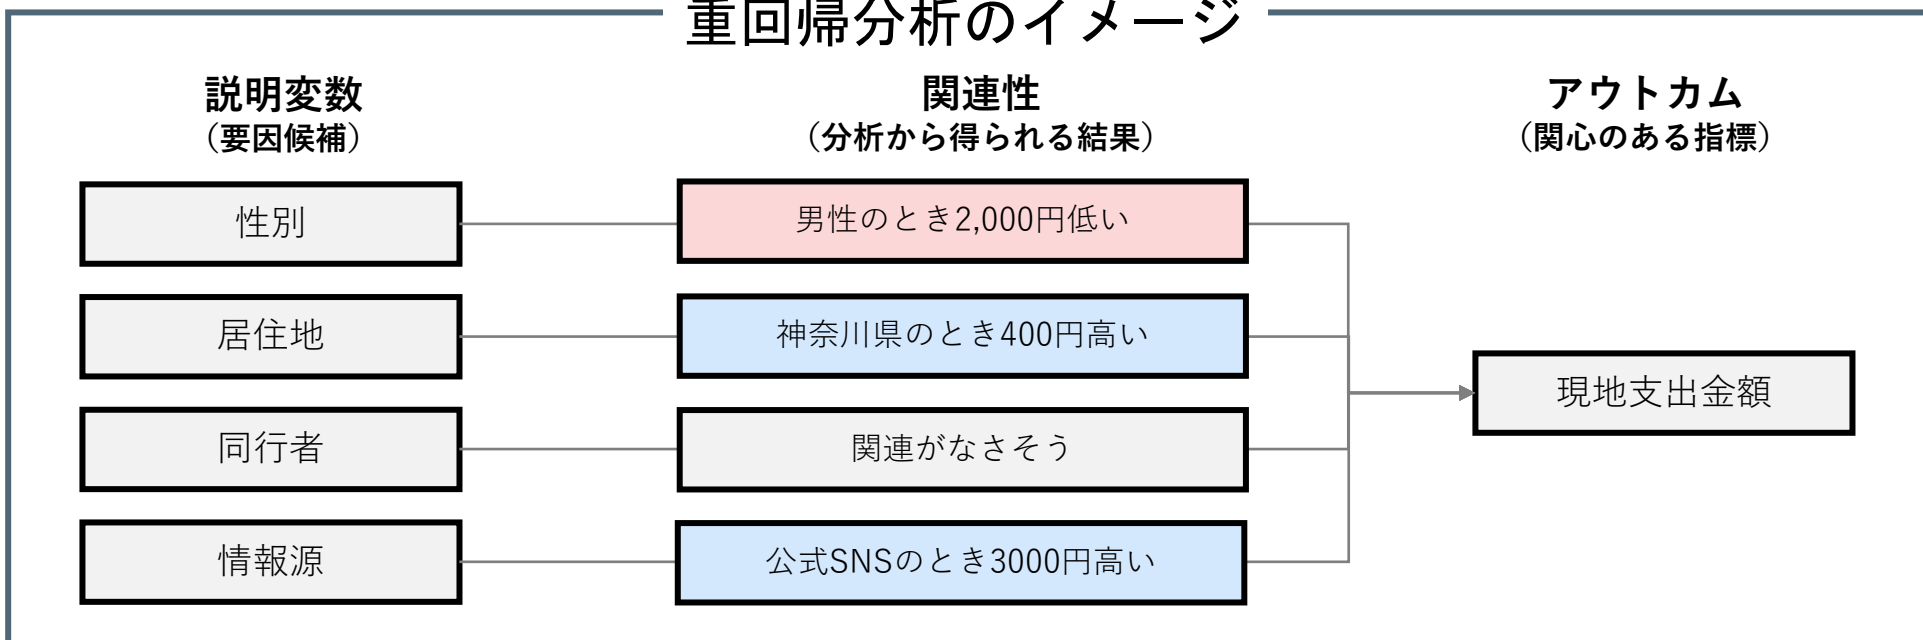 重回帰分析のイメージ
説明変数
（要因候補）
関連性
（分析から得られる結果）
アウトカム
（関心のある指標）
性別
男性のとき2,000円低い
居住地
神奈川県のとき400円高い
現地支出金額
同行者
関連がなさそう
情報源
公式SNSのとき3000円高い